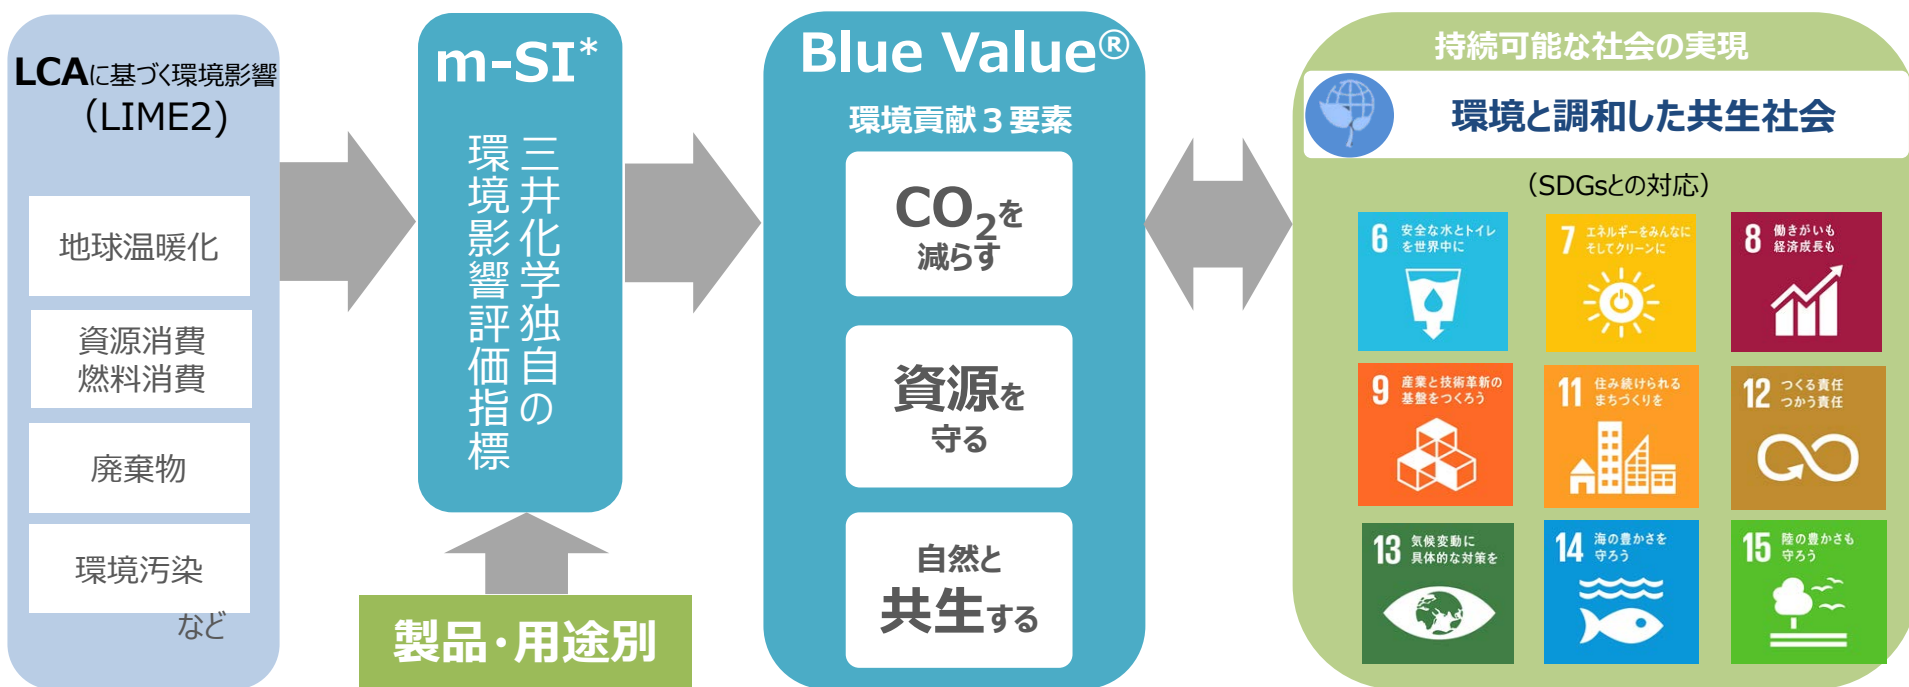 LCAに基づく環境影響
（LIME2）
地球温暖化
資源消費
燃料消費
廃棄物
環境汚染
など
m-SI*
三井化学独自の
環境影響評価指標
製品・用途別
Blue Value®
環境貢献３要素
CO₂を
減らす
資源を
守る
自然と
共生する
持続可能な社会の実現
環境と調和した共生社会
（SDGsとの対応）
6 安全な水とトイレ
を世界中に
7 エネルギーをみんなに
そしてクリーンに
8 働きがいも
経済成長も
9 産業と技術革新の
基盤をつくろう
11 住み続けられる
まちづくりを
12 つくる責任
つかう責任
13 気候変動に
具体的な対策を
14 海の豊かさを
守ろう
15 陸の豊かさも
守ろう